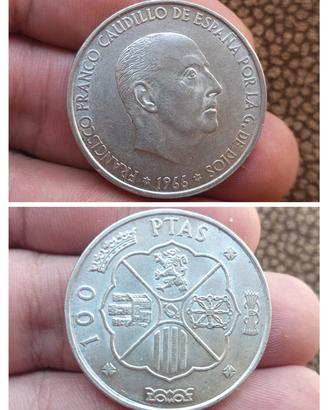 FRANCISCO FRANCO CAUDILLO DE ESPAÑA POR LA G. DE DIOS
* 1966 *
100 PTAS